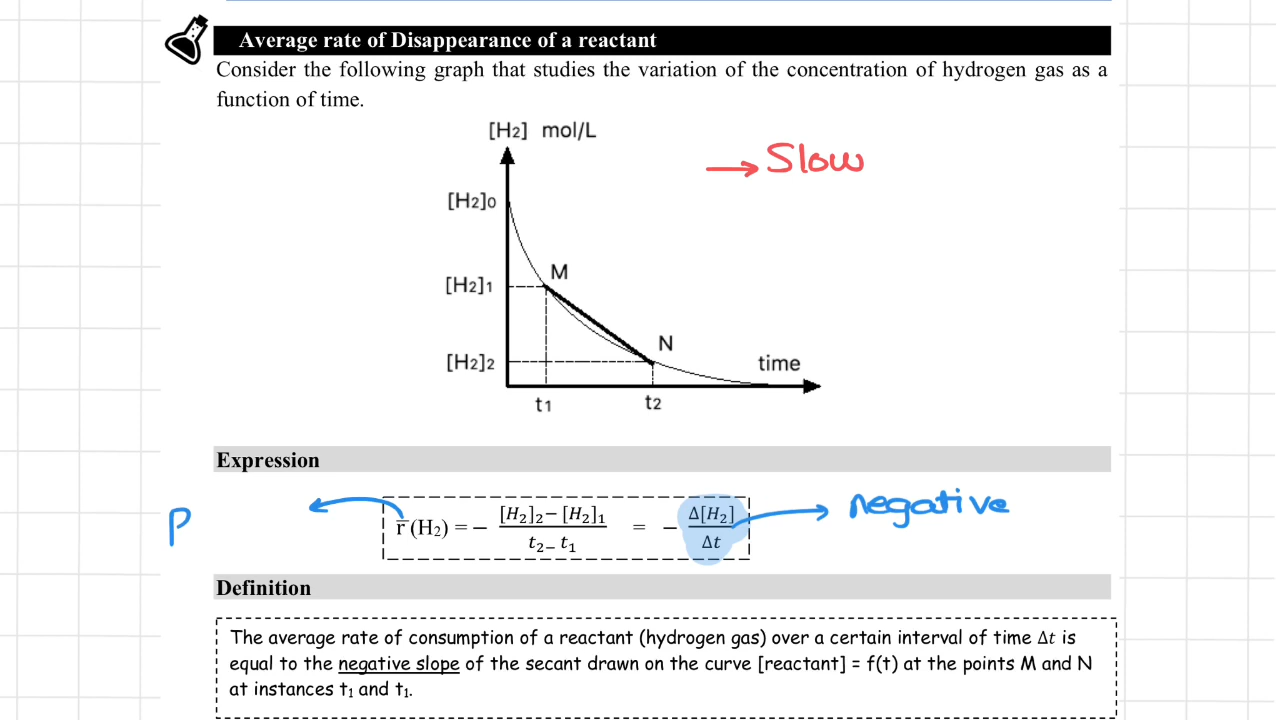 Average rate of Disappearance of a reactant
Consider the following graph that studies the variation of the concentration of hydrogen gas as a
function of time.
[H2] mol/L
→ Slow
[H2]0
M
[H2]1
N
[H2]2
time
t1 t2
Expression
negative
P
r̅ (H₂) = − [H₂]₂− [H₂]₁ / t₂₋ t₁ = − Δ[H₂] / Δt
Definition
The average rate of consumption of a reactant (hydrogen gas) over a certain interval of time Δt is
equal to the negative slope of the secant drawn on the curve [reactant] = f(t) at the points M and N
at instances t₁ and t₁.